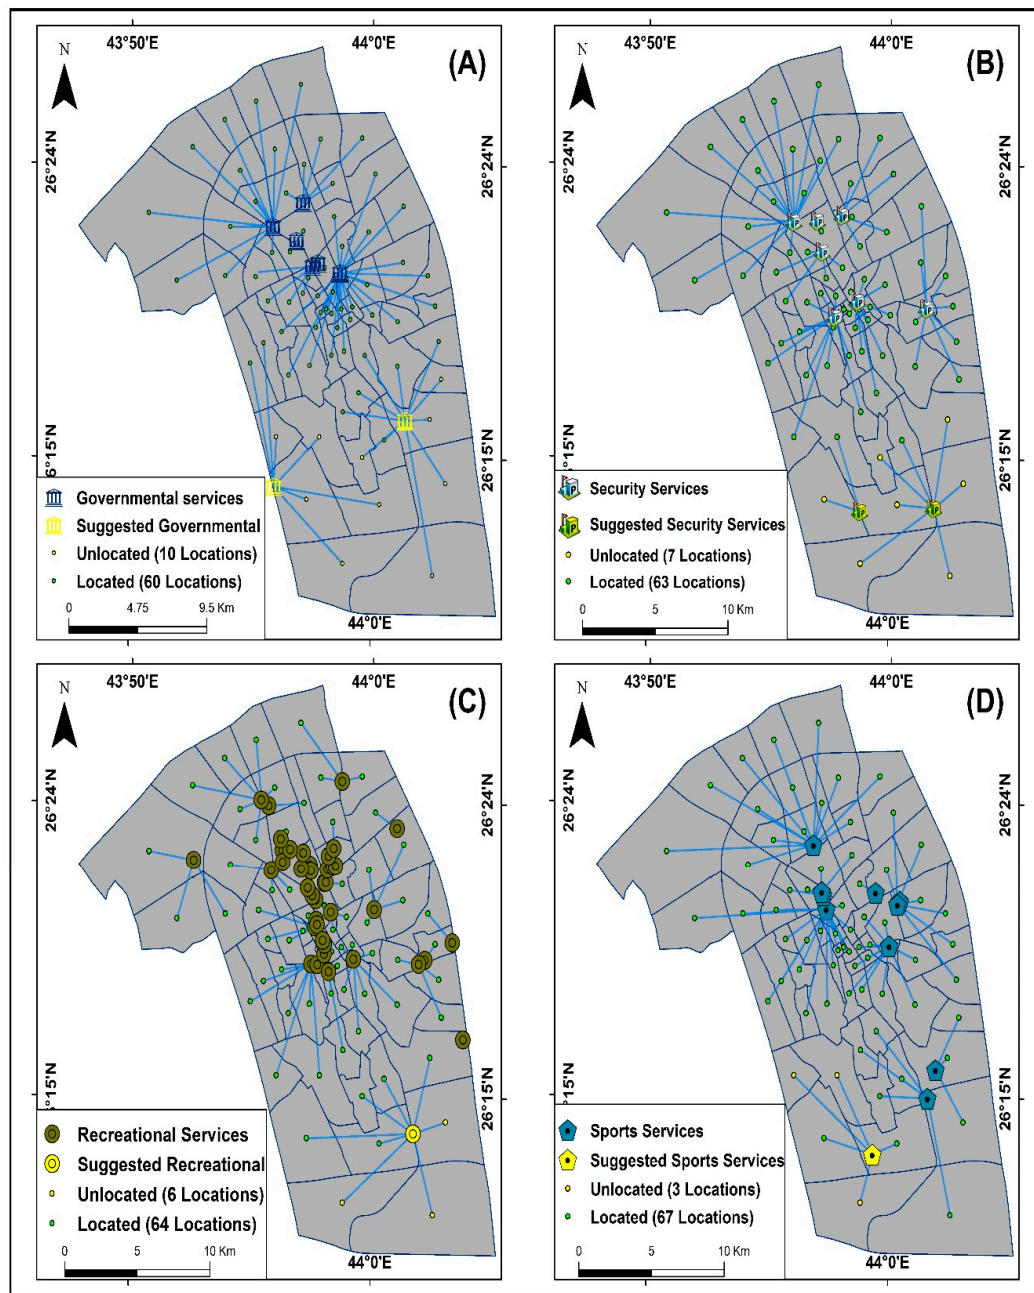 43°50'E
44°0'E
(A)
N
26°24'N
26°24'N
6°15'N
26°15'N
Governmental services
Suggested Governmental
Unlocated (10 Locations)
Located (60 Locations)
0 4.75 9.5 Km
44°0'E
43°50'E
44°0'E
(B)
N
26°24'N
26°24'N
26°15'N
26°15'N
P
Security Services
Suggested Security Services
Unlocated (7 Locations)
Located (63 Locations)
0 5 10 Km
44°0'E
43°50'E
44°0'E
(C)
N
26°24'N
26°24'N
6°15'N
26°15'N
Recreational Services
Suggested Recreational
Unlocated (6 Locations)
Located (64 Locations)
0 5 10 Km
44°0'E
43°50'E
44°0'E
(D)
N
26°24'N
26°24'N
26°15'N
26°15'N
Sports Services
Suggested Sports Services
Unlocated (3 Locations)
Located (67 Locations)
0 5 10 Km
44°0'E